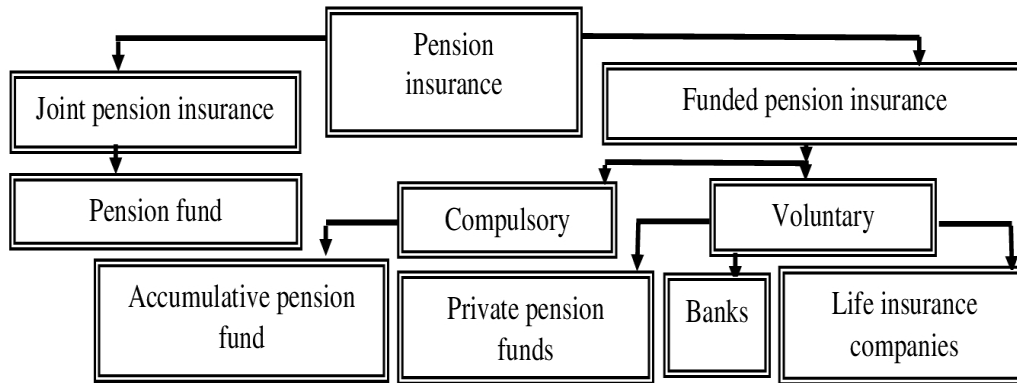 Pension
insurance
Joint pension insurance
Funded pension insurance
Pension fund
Compulsory
Voluntary
Accumulative pension
fund
Private pension
funds
Banks
Life insurance
companies